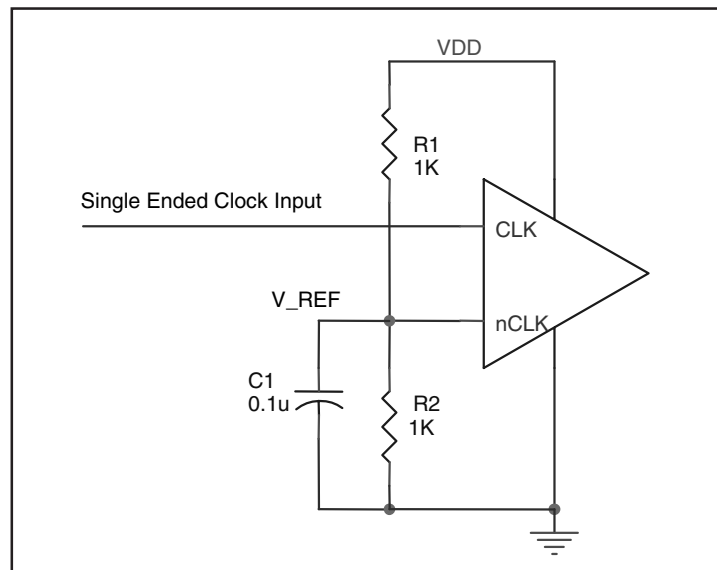 VDD
R1
1K
Single Ended Clock Input
CLK
V_REF
nCLK
C1
0.1u
R2
1K